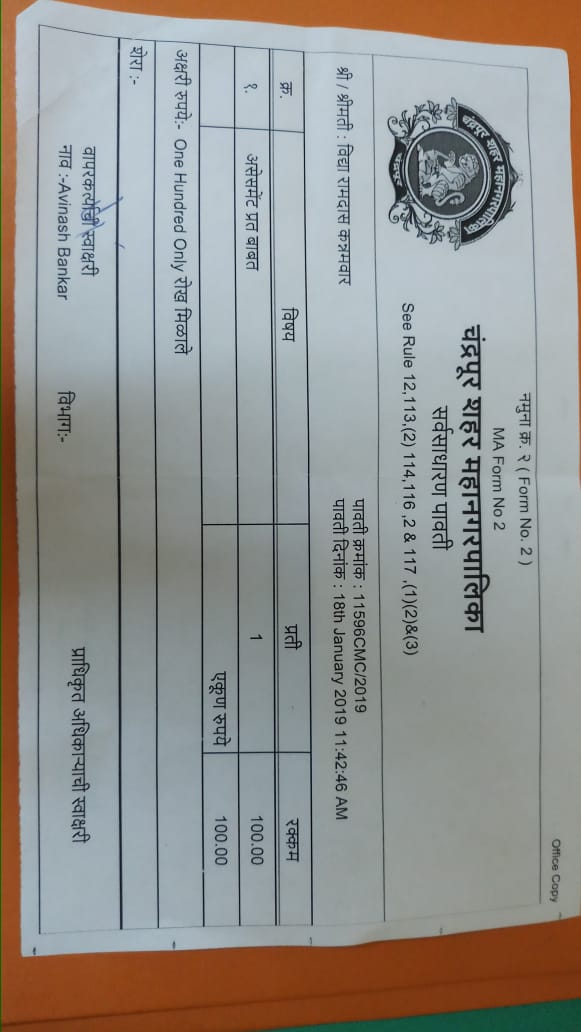 Office Copy
नमुना क्र. २ ( Form No. 2 )
MA Form No 2
चंद्रपूर शहर महानगरपालिका
सर्वसाधारण पावती
See Rule 12,113,(2) 114,116 ,2 & 117 ,(1)(2)&(3)
चंद्रपूर शहर महानगरपालिका
चंद्रपूर
पावती क्रमांक : 11596CMC/2019
श्री / श्रीमती : विद्या रामदास कन्नमवार पावती दिनांक : 18th January 2019 11:42:46 AM
क्र. विषय प्रती रक्कम
१. असेसमेंट प्रत बाबत 1 100.00
एकूण रुपये 100.00
अक्षरी रुपये:- One Hundred Only रोख मिळाले
शेरा :-
वापरकर्त्याची स्वाक्षरी प्राधिकृत अधिकाऱ्याची स्वाक्षरी
नाव :-Avinash Bankar विभाग:-